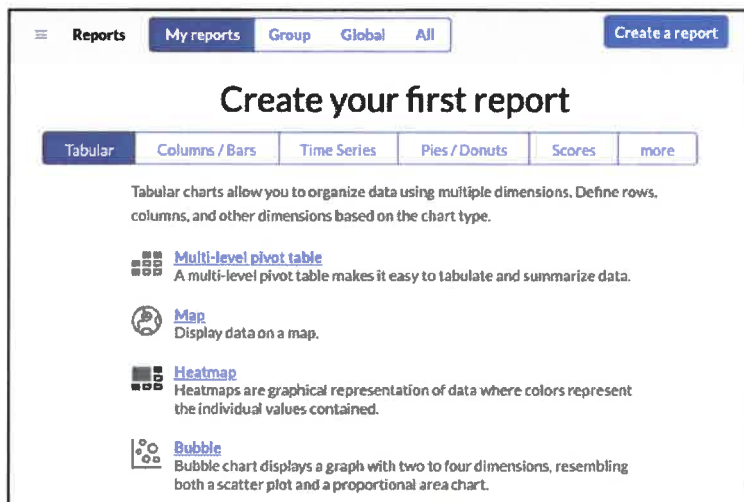 Reports My reports Group Global All Create a report
Create your first report
Tabular Columns / Bars Time Series Pies / Donuts Scores more
Tabular charts allow you to organize data using multiple dimensions. Define rows,
columns, and other dimensions based on the chart type.
Multi-level pivot table
A multi-level pivot table makes it easy to tabulate and summarize data.
Map
Display data on a map.
Heatmap
Heatmaps are graphical representation of data where colors represent
the individual values contained.
Bubble
Bubble chart displays a graph with two to four dimensions, resembling
both a scatter plot and a proportional area chart.